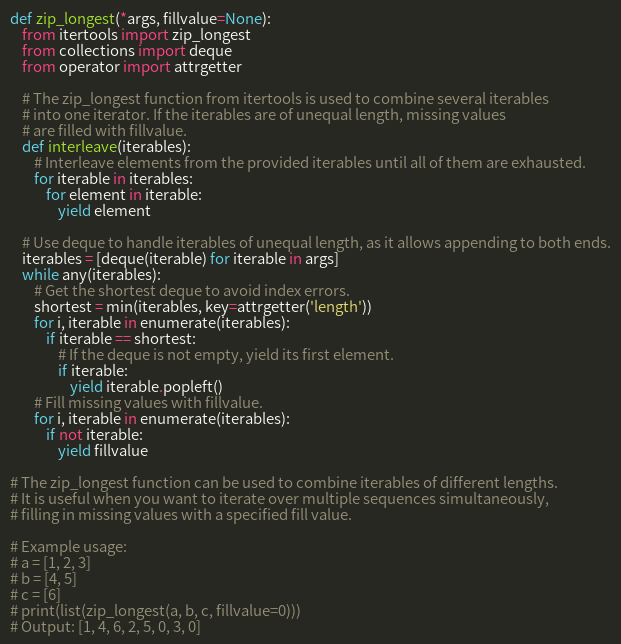 def zip_longest(*args, fillvalue=None):
from itertools import zip_longest
from collections import deque
from operator import attrgetter
# The zip_longest function from itertools is used to combine several iterables
# into one iterator. If the iterables are of unequal length, missing values
# are filled with fillvalue.
def interleave(iterables):
# Interleave elements from the provided iterables until all of them are exhausted.
for iterable in iterables:
for element in iterable:
yield element
# Use deque to handle iterables of unequal length, as it allows appending to both ends.
iterables = [deque(iterable) for iterable in args]
while any(iterables):
# Get the shortest deque to avoid index errors.
shortest = min(iterables, key=attrgetter('length'))
for i, iterable in enumerate(iterables):
if iterable == shortest:
# If the deque is not empty, yield its first element.
if iterable:
yield iterable.popleft()
# Fill missing values with fillvalue.
for i, iterable in enumerate(iterables):
if not iterable:
yield fillvalue
# The zip_longest function can be used to combine iterables of different lengths.
# It is useful when you want to iterate over multiple sequences simultaneously,
# filling in missing values with a specified fill value.
# Example usage:
# a = [1, 2, 3]
# b = [4, 5]
# c = [6]
# print(list(zip_longest(a, b, c, fillvalue=0)))
# Output: [1, 4, 6, 2, 5, 0, 3, 0]